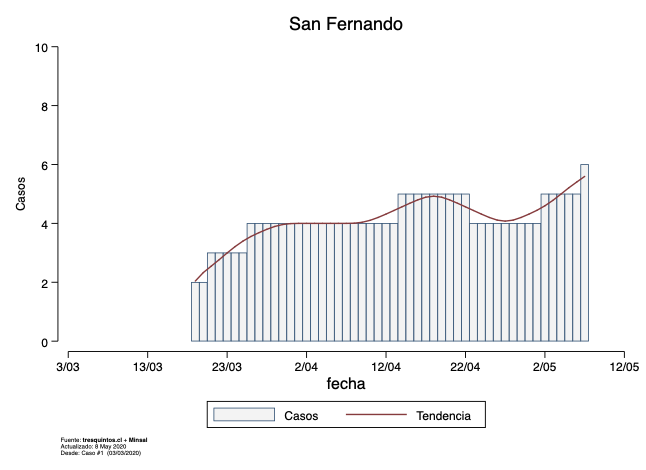 San Fernando
10
8
6
4
2
0
Casos
3/03 13/03 23/03 2/04 12/04 22/04 2/05 12/05
fecha
Casos Tendencia
Fuente: tresquintos.cl + Minsal
Actualizado: 8 May 2020
Desde: Caso #1 (03/03/2020)